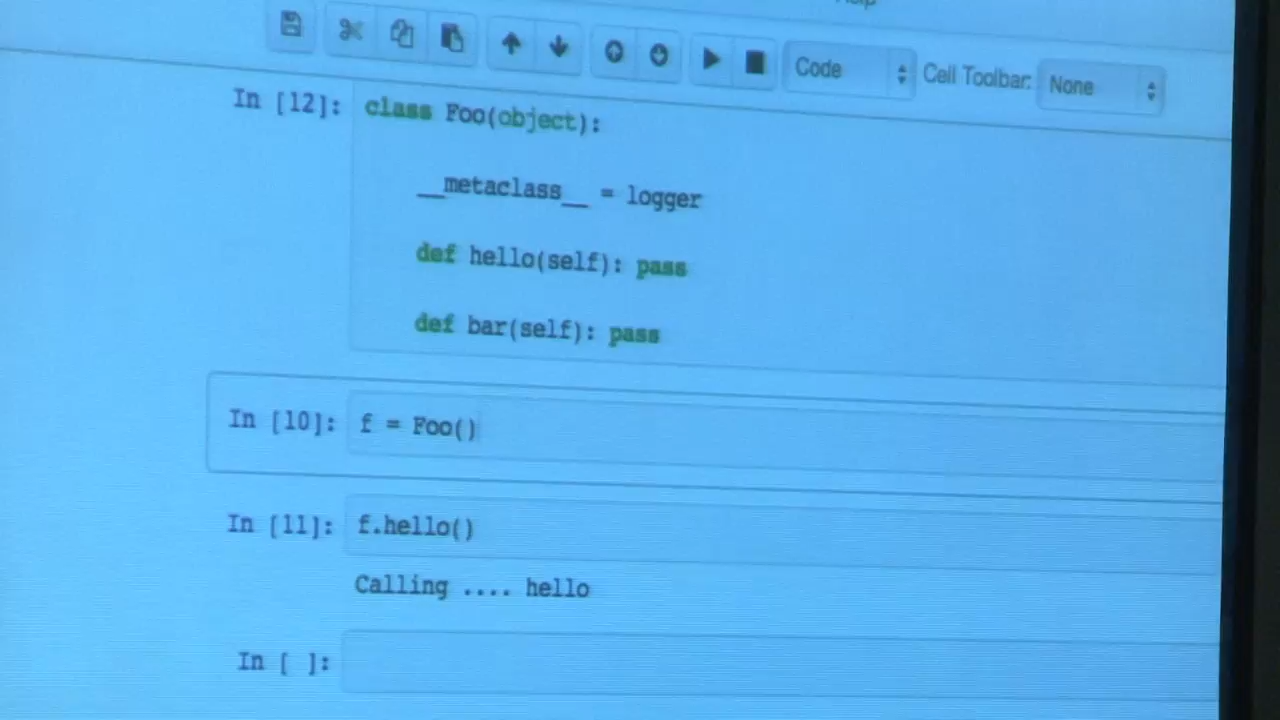 Code Cell Toolbar: None
In [12]: class Foo(object):
__metaclass__ = logger
def hello(self): pass
def bar(self): pass
In [10]: f = Foo()
In [11]: f.hello()
Calling .... hello
In [ ]: